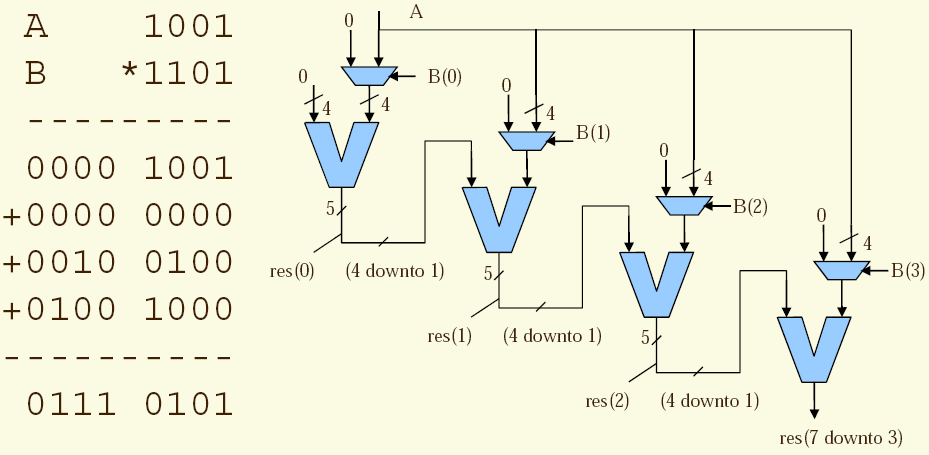 A 1001
B *1101
---------
0000 1001
+0000 0000
+0010 0100
+0100 1000
----------
0111 0101
A
0
B(0)
0
4
4
0
4
B(1)
5
res(0) (4 downto 1)
0
4
B(2)
5
res(1) (4 downto 1)
0
4
B(3)
5
res(2) (4 downto 1)
res(7 downto 3)